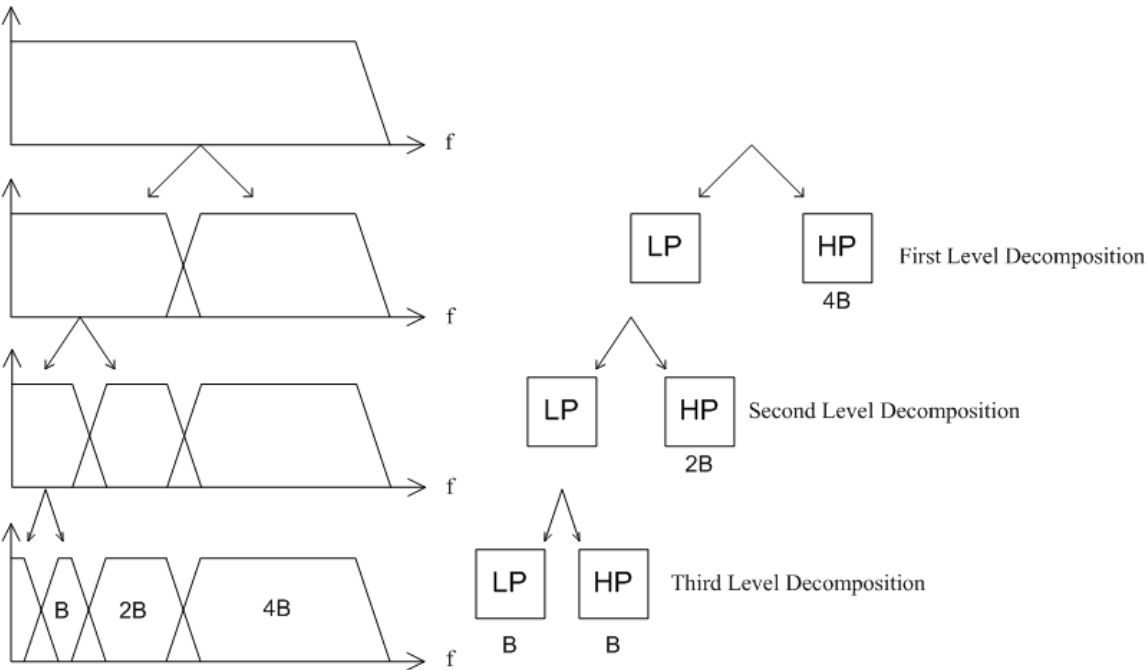 f
f
LP
HP
First Level Decomposition
4B
f
LP
HP
Second Level Decomposition
2B
B
2B
4B
f
LP
HP
Third Level Decomposition
B
B